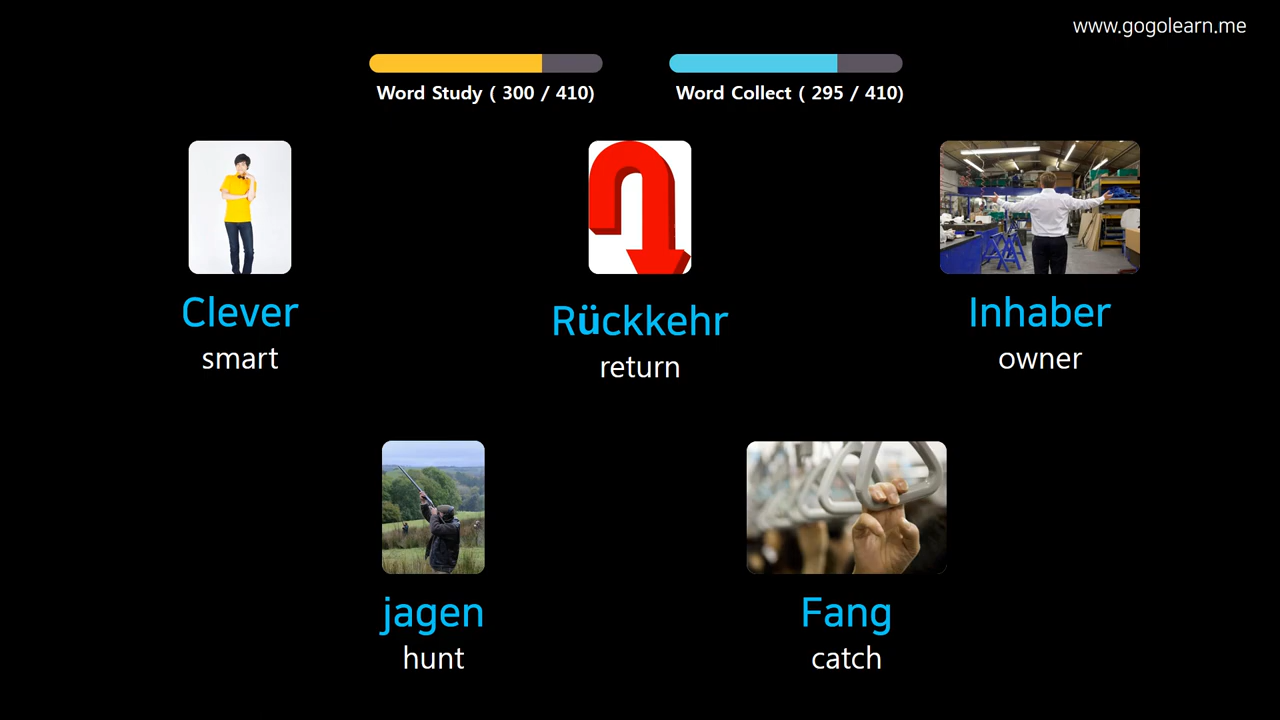 www.gogolearn.me
Word Study ( 300 / 410)
Word Collect ( 295 / 410)
Clever
smart
Rückkehr
return
Inhaber
owner
jagen
hunt
Fang
catch